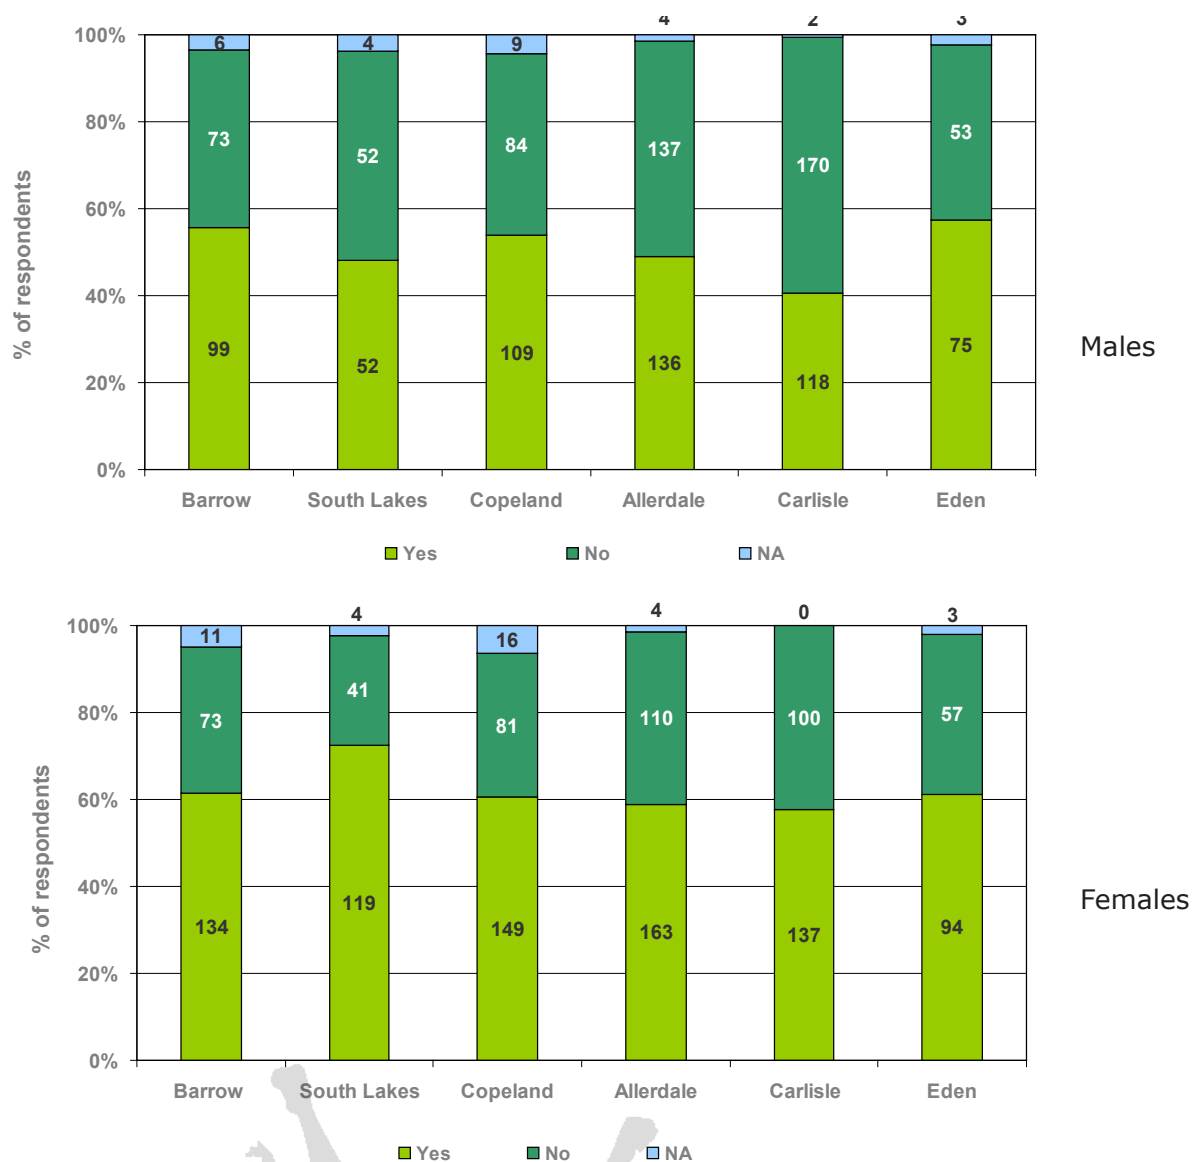 4 2 3
100%
6 4 9
80%
73 52 84 137 170 53
60%
% of respondents
40%
99 52 109 136 118 75
Males
20%
0%
Barrow South Lakes Copeland Allerdale Carlisle Eden
Yes No NA
4 4 0 3
100%
11 16
41
80%
73 81 110 100 57
60%
% of respondents
40%
134 119 149 163 137 94
Females
20%
0%
Barrow South Lakes Copeland Allerdale Carlisle Eden
Yes No NA